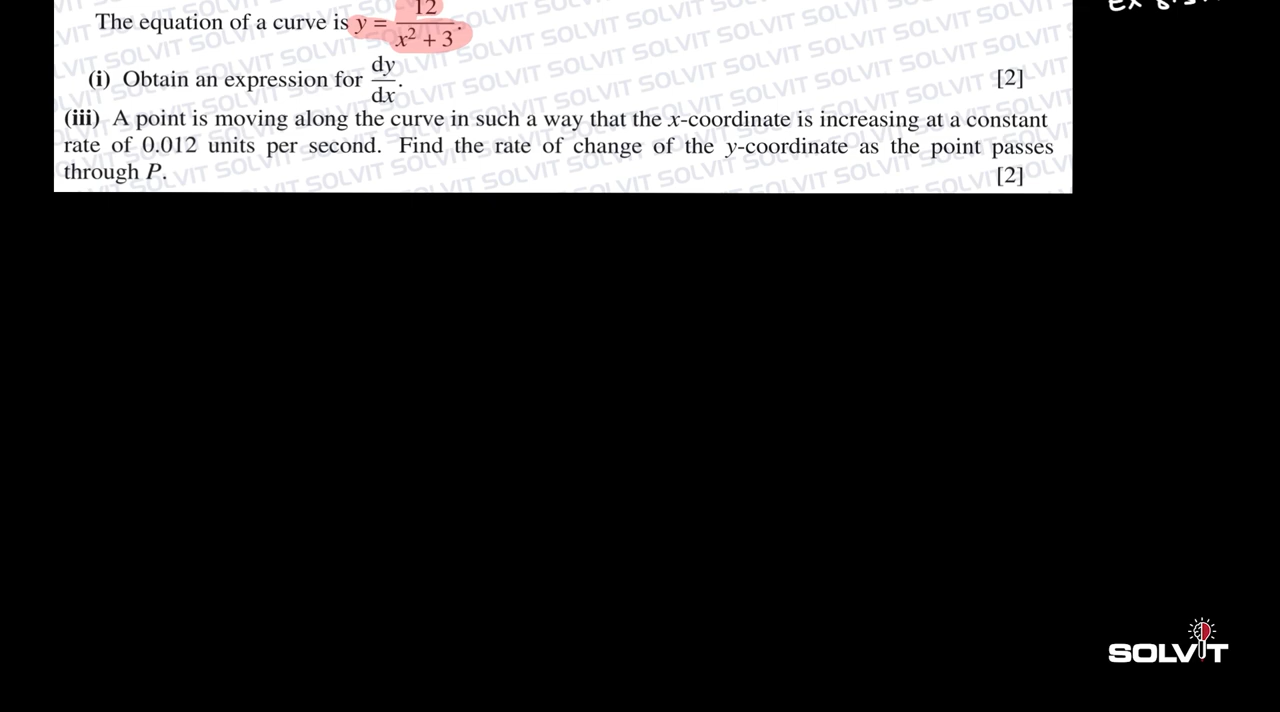 The equation of a curve is y = 12 / (x² + 3).
(i) Obtain an expression for dy/dx. [2]
(iii) A point is moving along the curve in such a way that the x-coordinate is increasing at a constant
rate of 0.012 units per second. Find the rate of change of the y-coordinate as the point passes
through P. [2]
SOLVIT